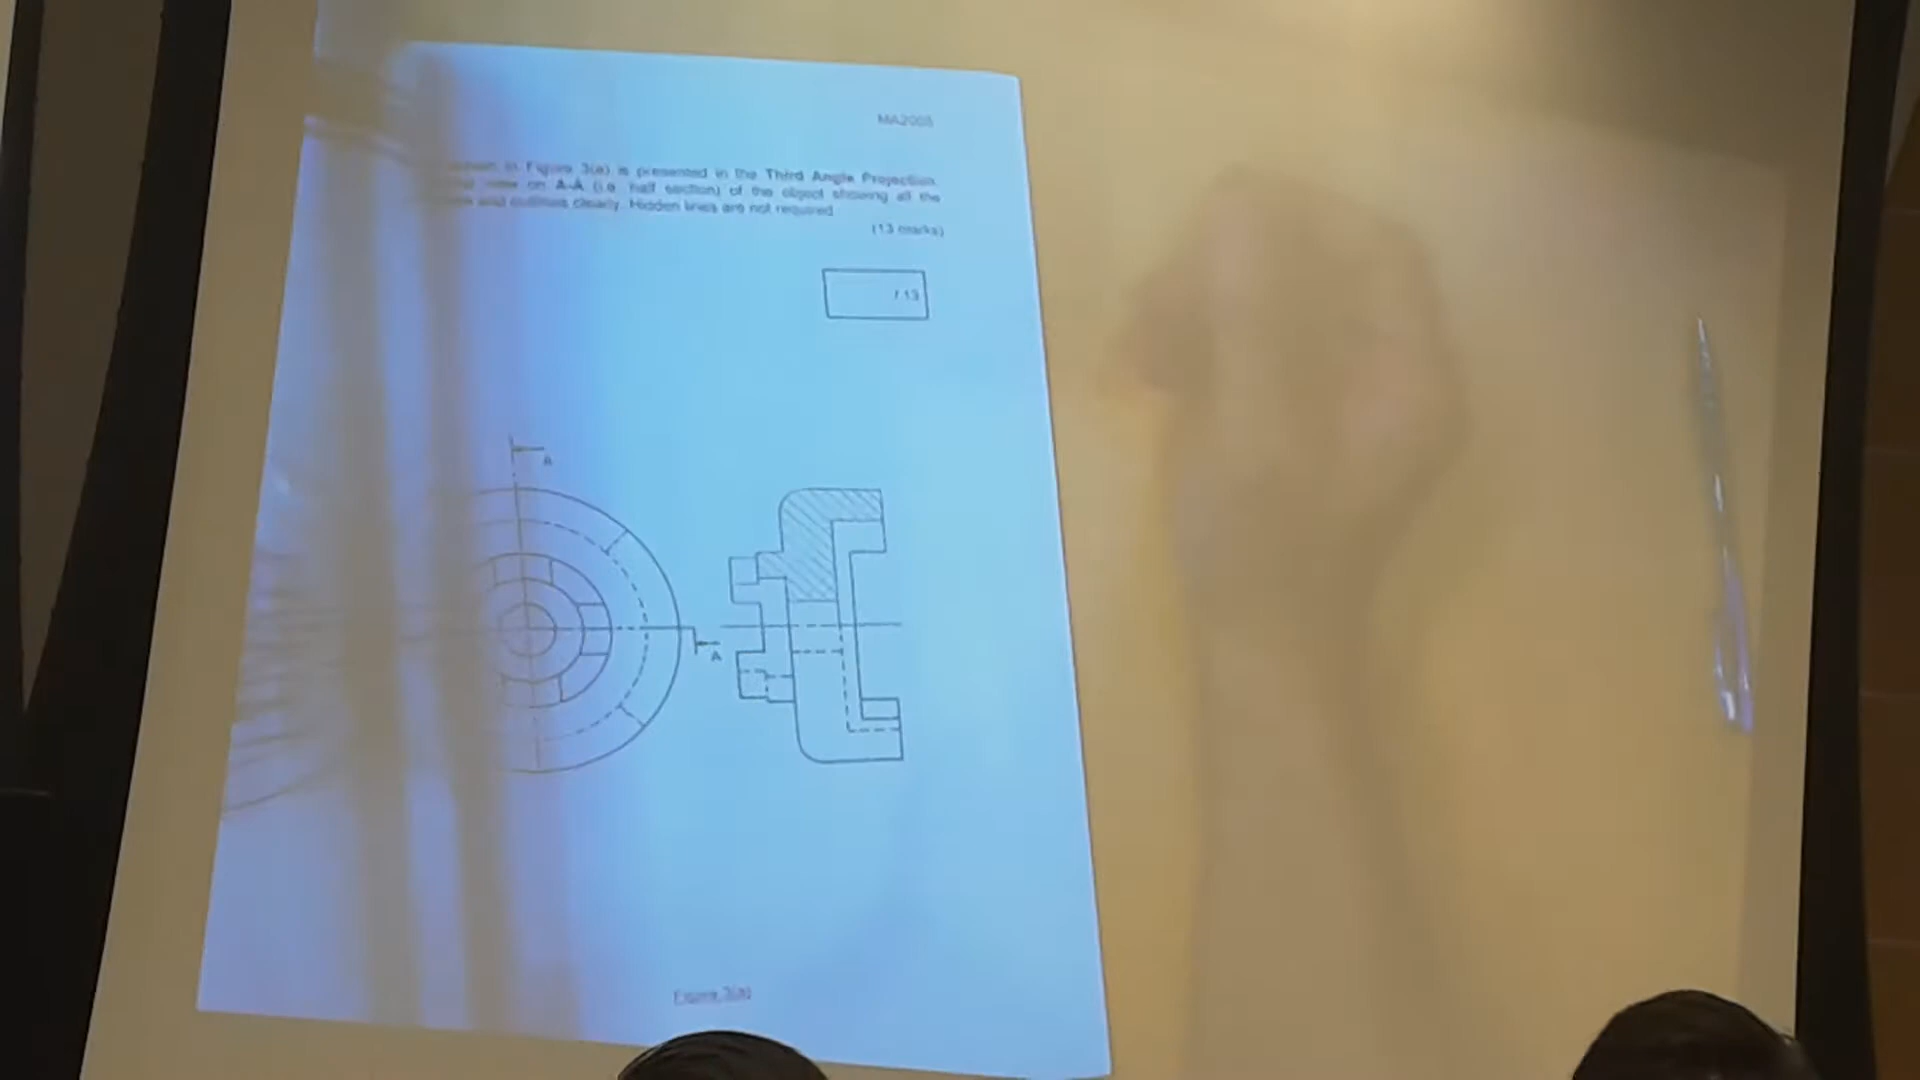 MA2005
in Figure 3(a) is presented in the Third Angle Projection.
view on A-A (i.e. half section) of the object showing all the
and outlines clearly. Hidden lines are not required.
(13 marks)
/ 13
A
A
Figure 3(a)